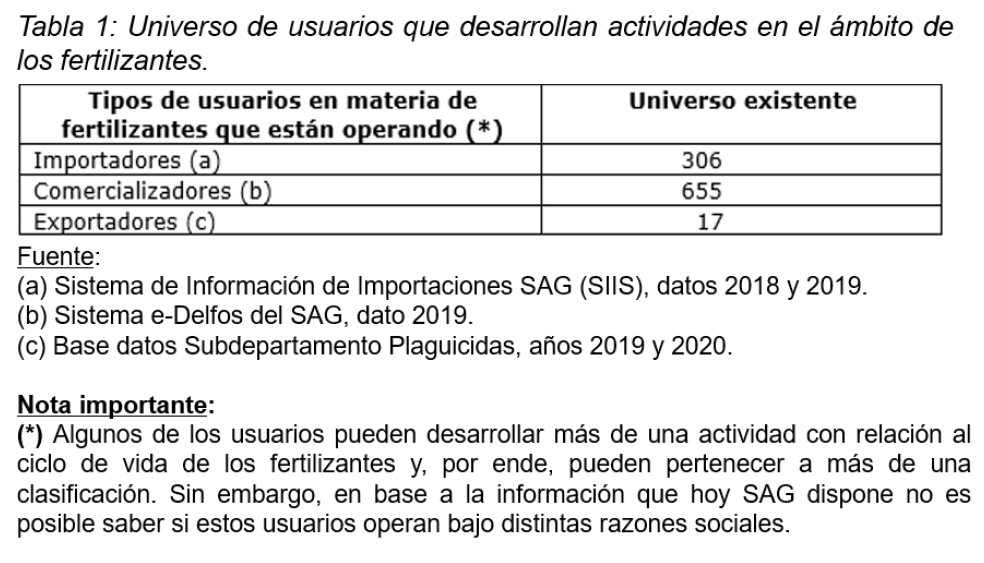 Tabla 1: Universo de usuarios que desarrollan actividades en el ámbito de
los fertilizantes.
Tipos de usuarios en materia de
fertilizantes que están operando (*)
Universo existente
Importadores (a) 306
Comercializadores (b) 655
Exportadores (c) 17
Fuente:
(a) Sistema de Información de Importaciones SAG (SIIS), datos 2018 y 2019.
(b) Sistema e-Delfos del SAG, dato 2019.
(c) Base datos Subdepartamento Plaguicidas, años 2019 y 2020.
Nota importante:
(*) Algunos de los usuarios pueden desarrollar más de una actividad con relación al
ciclo de vida de los fertilizantes y, por ende, pueden pertenecer a más de una
clasificación. Sin embargo, en base a la información que hoy SAG dispone no es
posible saber si estos usuarios operan bajo distintas razones sociales.